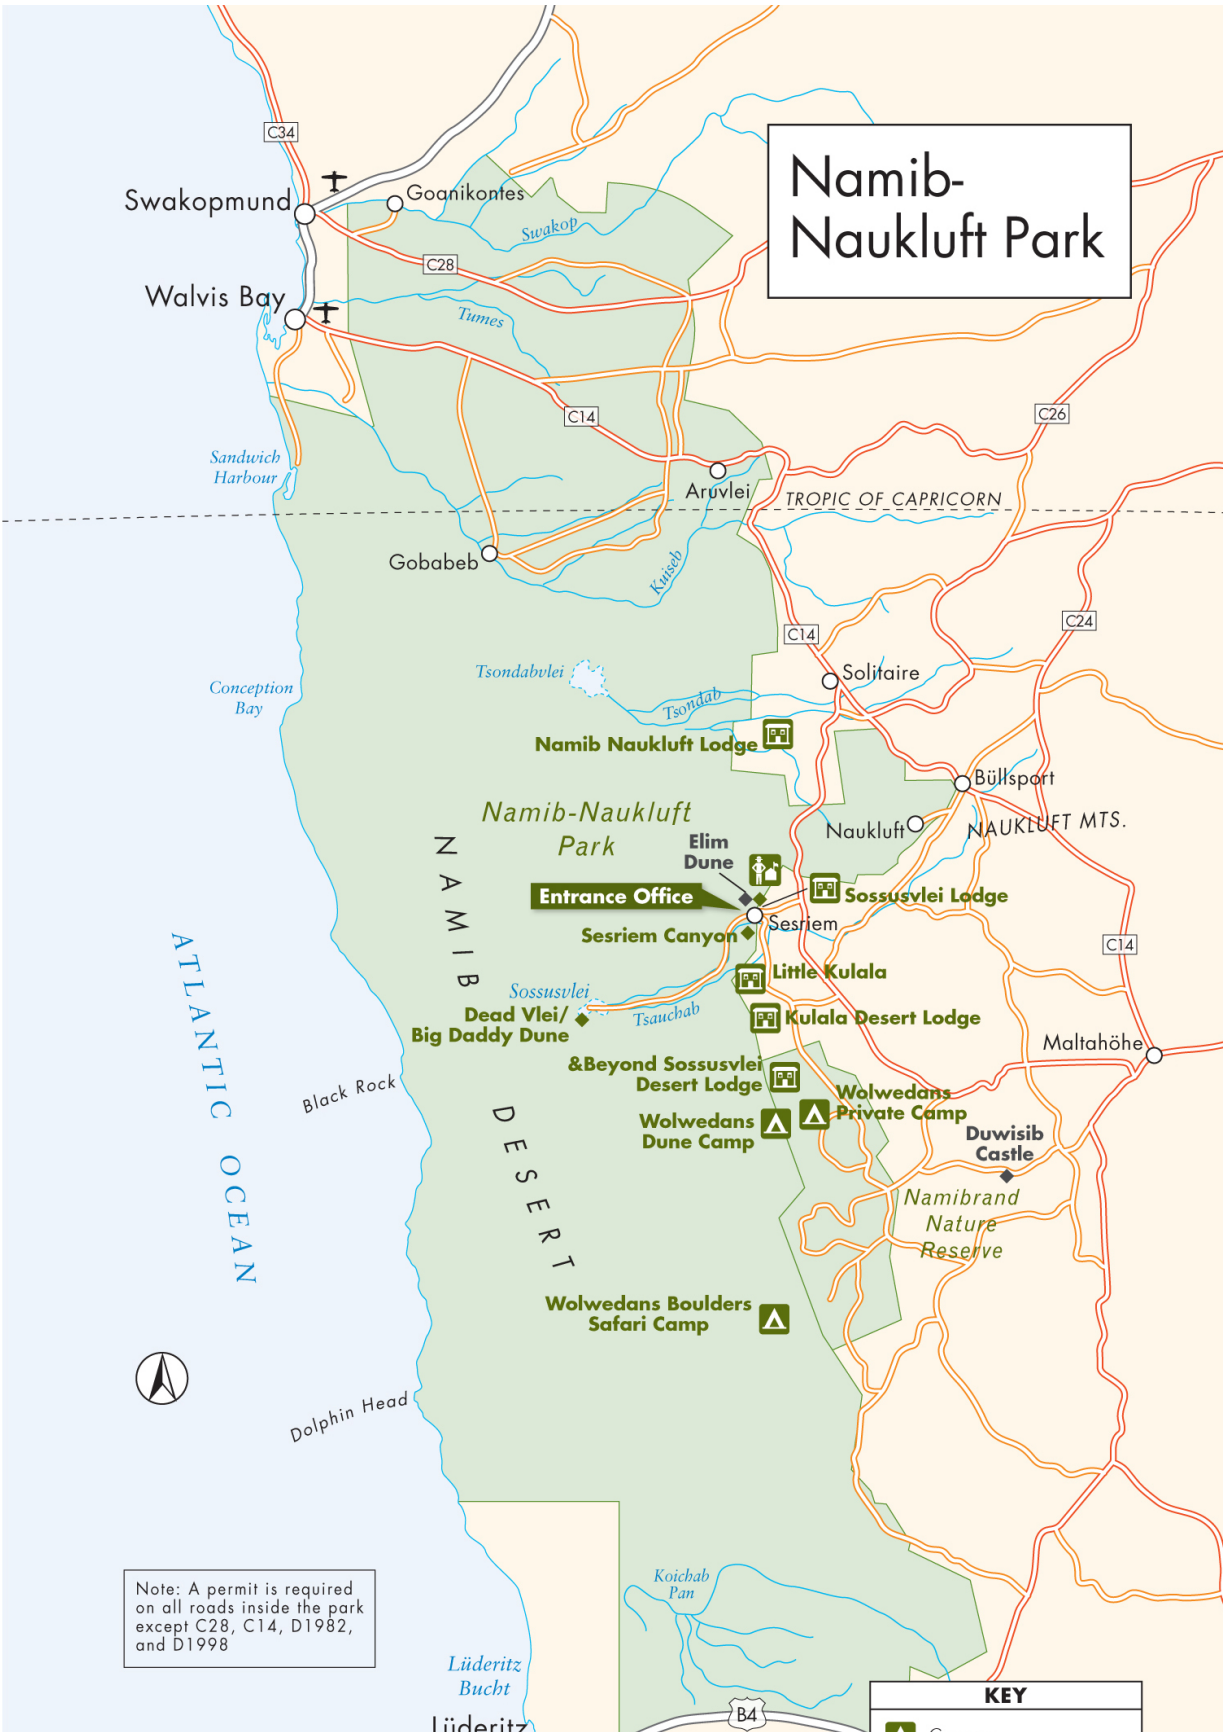 Namib-
Naukluft Park
C34
Swakopmund
Goanikontes
Swakop
C28
Walvis Bay
Tumes
C14
C26
Sandwich
Harbour
Aruvlei
TROPIC OF CAPRICORN
Gobabeb
Kuiseb
C14
C24
Tsondabvlei
Solitaire
Conception
Bay
Tsondab
Namib Naukluft Lodge
Büllsport
Namib-Naukluft
Park
Naukluft
NAUKLUFT MTS.
Elim
Dune
Entrance Office
Sossusvlei Lodge
Sesriem
Sesriem Canyon
C14
NAMIB
DESERT
ATLANTIC OCEAN
Little Kulala
Sossusvlei
Dead Vlei/
Big Daddy Dune
Tsauchab
Kulala Desert Lodge
Maltahöhe
&Beyond Sossusvlei
Desert Lodge
Black Rock
Wolwedans
Private Camp
Wolwedans
Dune Camp
Duwisib
Castle
Namibrand
Nature
Reserve
Wolwedans Boulders
Safari Camp
Dolphin Head
Koichab
Pan
Note: A permit is required
on all roads inside the park
except C28, C14, D1982,
and D1998
Lüderitz
Bucht
Lüderitz
B4
KEY